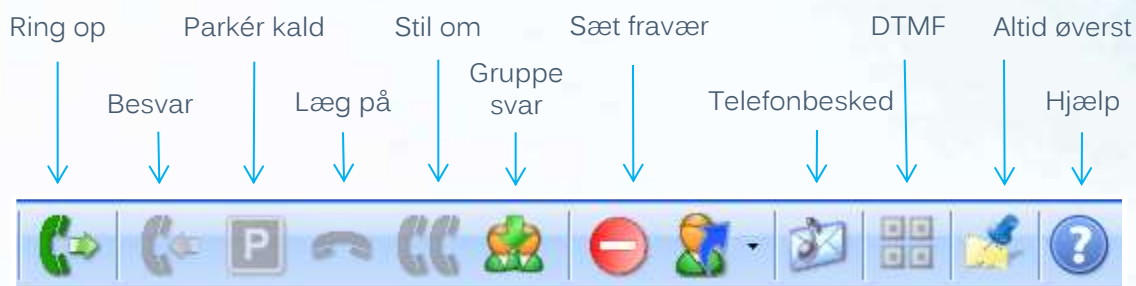 Ring op
Parkér kald
Stil om
Sæt fravær
DTMF
Altid øverst
Besvar
Læg på
Gruppe
svar
Telefonbesked
Hjælp
P
?